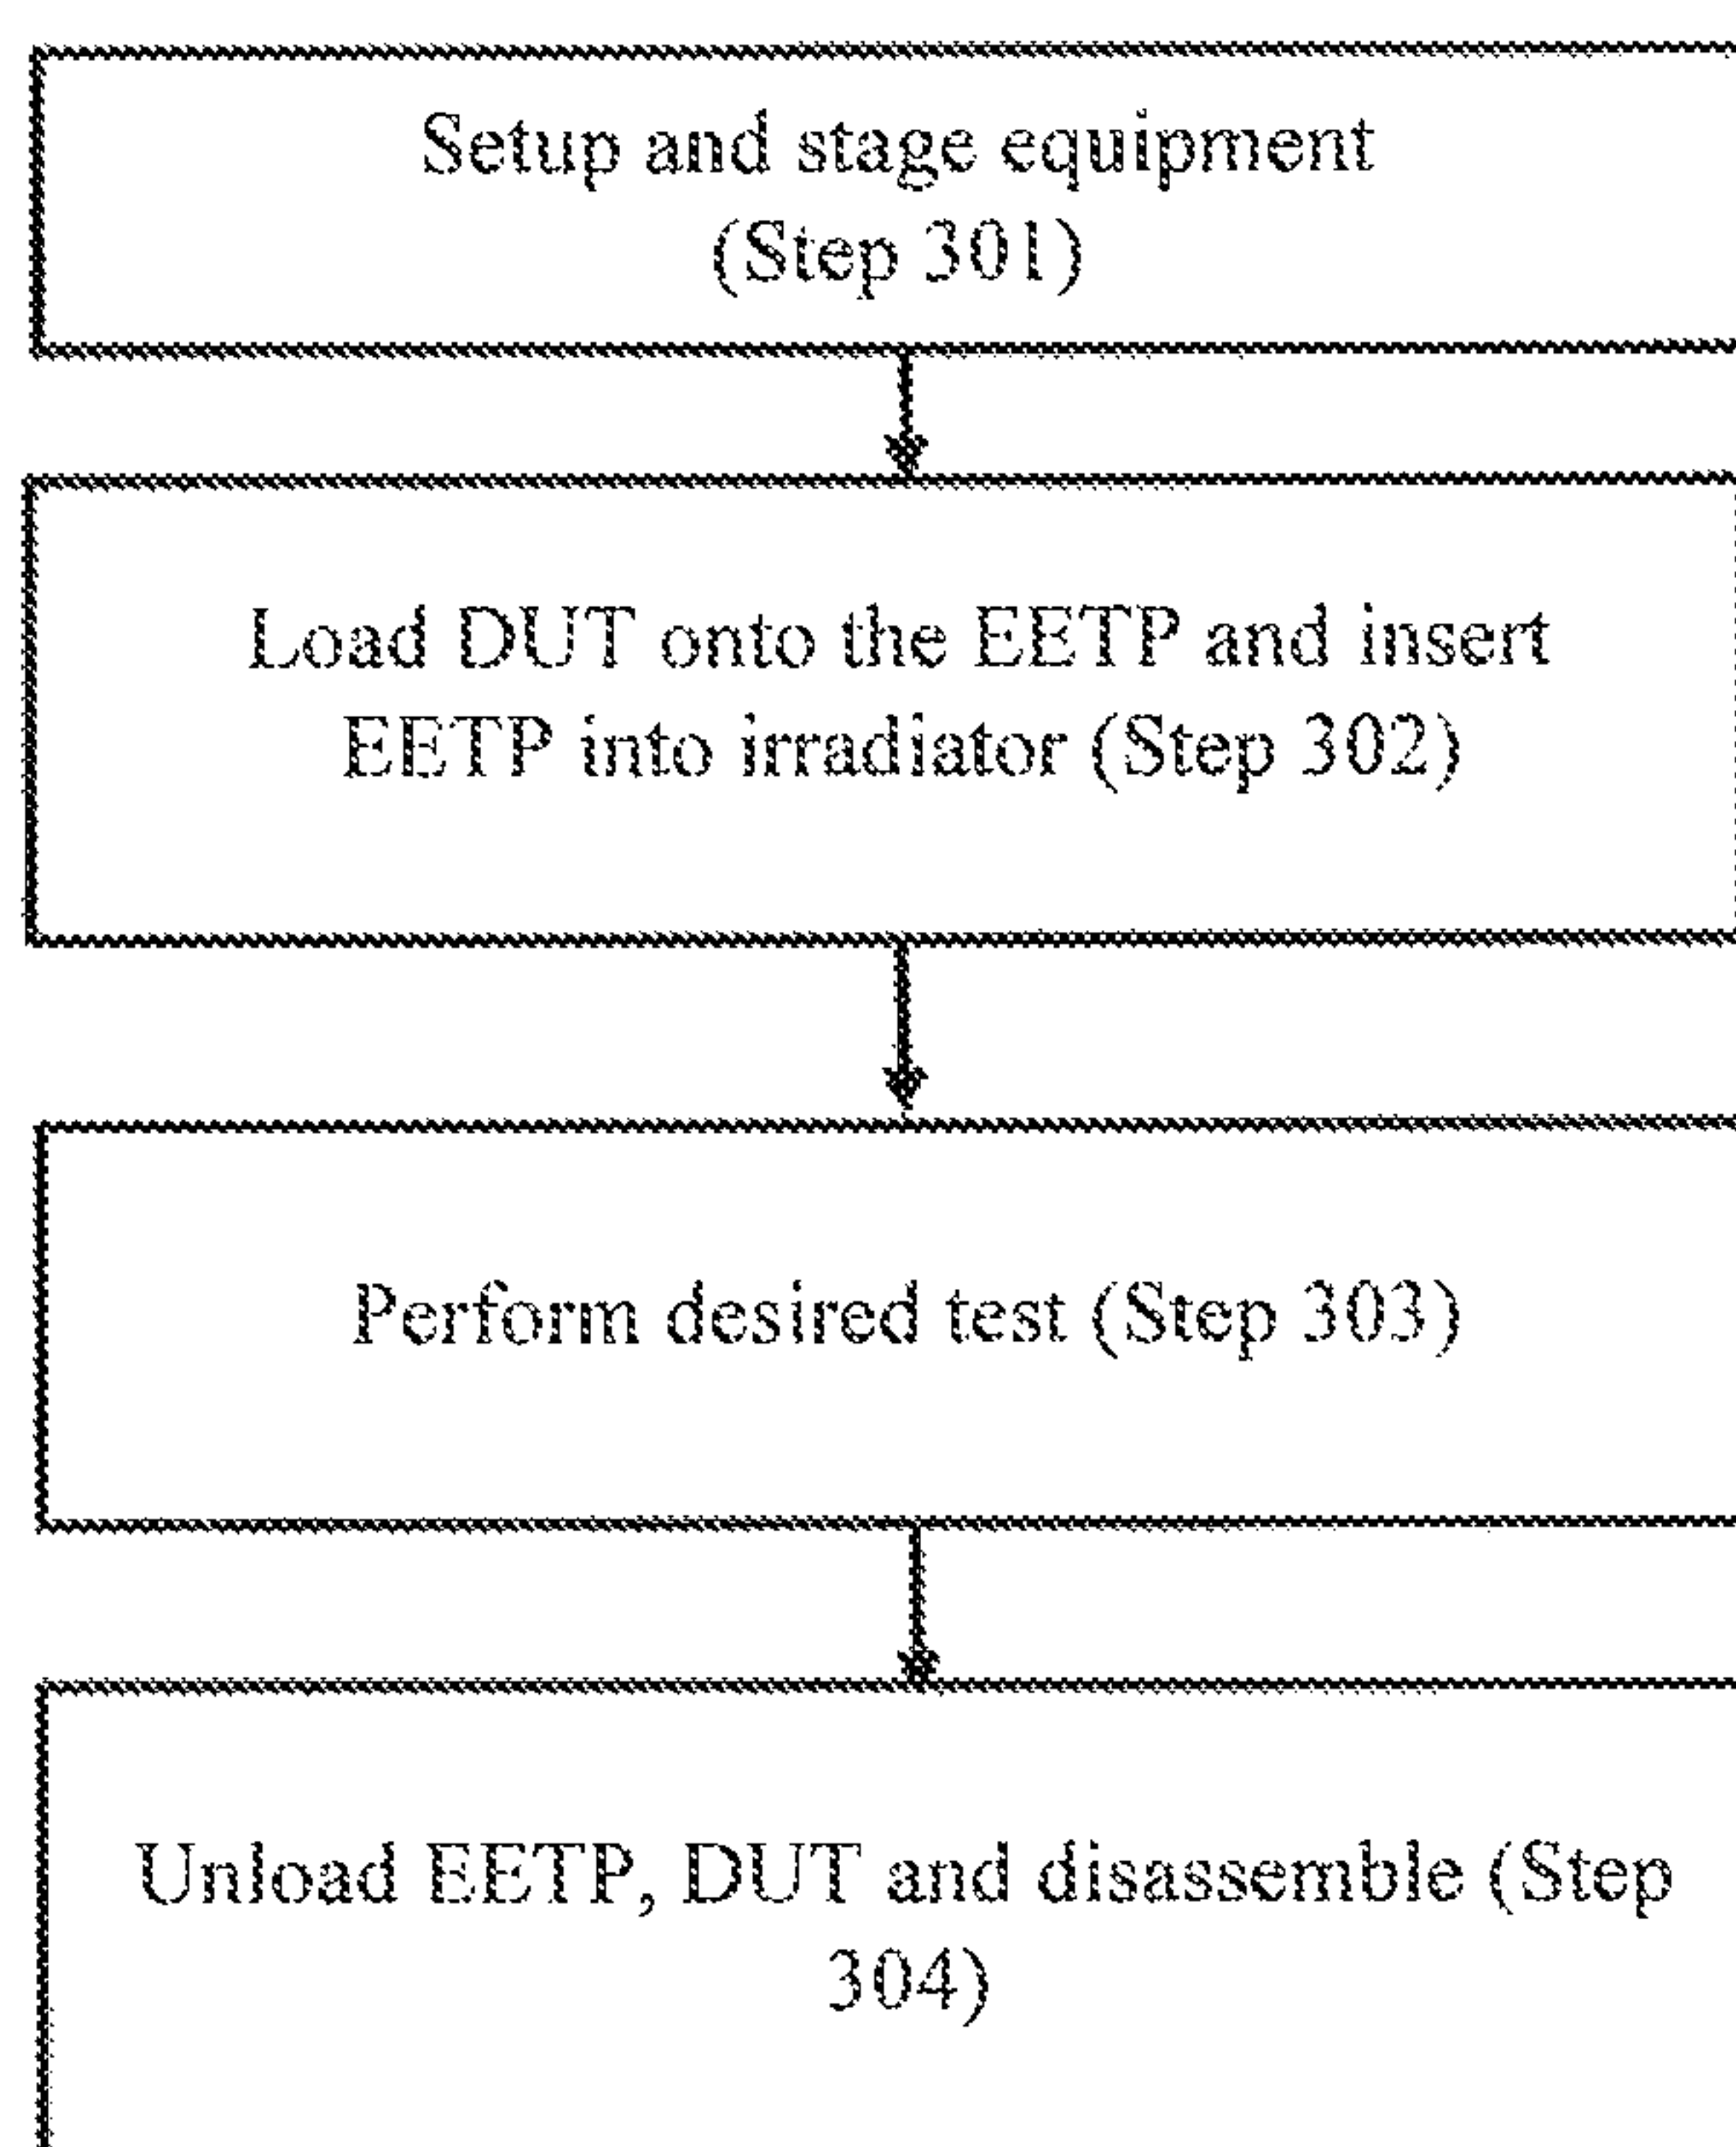 Setup and stage equipment
(Step 301)
Load DUT onto the EETP and insert
EETP into irradiator (Step 302)
Perform desired test (Step 303)
Unload EETP, DUT and disassemble (Step
304)